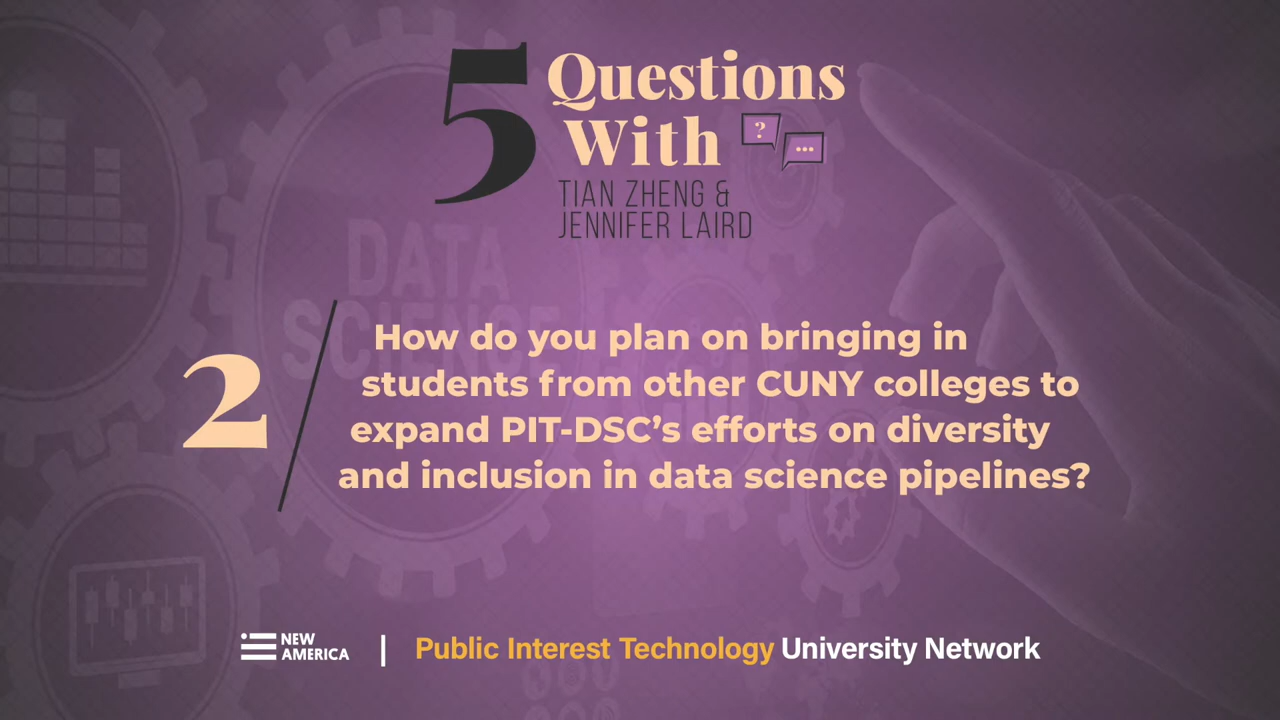 5 Questions
With
?
...
TIAN ZHENG &
JENNIFER LAIRD
DATA
SCIENCE
2
How do you plan on bringing in
students from other CUNY colleges to
expand PIT-DSC’s efforts on diversity
and inclusion in data science pipelines?
NEW
AMERICA
| Public Interest Technology University Network